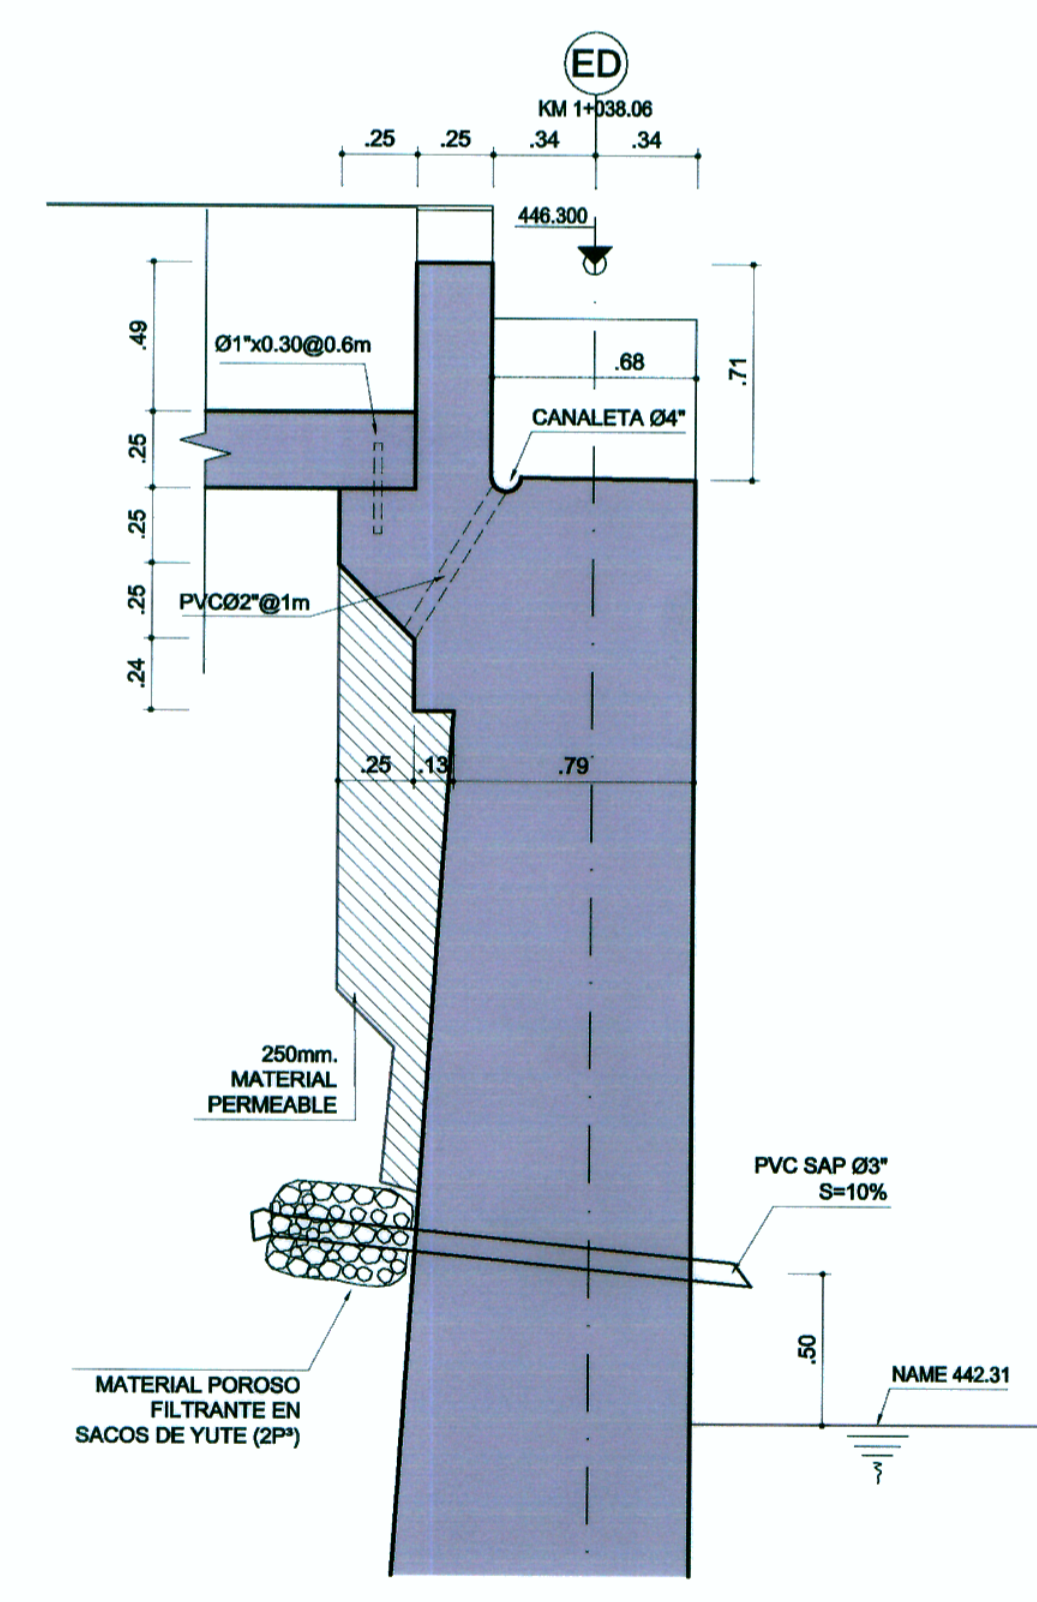 ED
KM 1+038.06
.25 .25 .34 .34
446.300
.49
Ø1"x0.30@0.6m
.68
.71
CANALETA Ø4"
.25
.25
.25
PVCØ2"@1m
.24
.25 .13 .79
250mm.
MATERIAL
PERMEABLE
PVC SAP Ø3"
S=10%
.50
NAME 442.31
MATERIAL POROSO
FILTRANTE EN
SACOS DE YUTE (2P³)